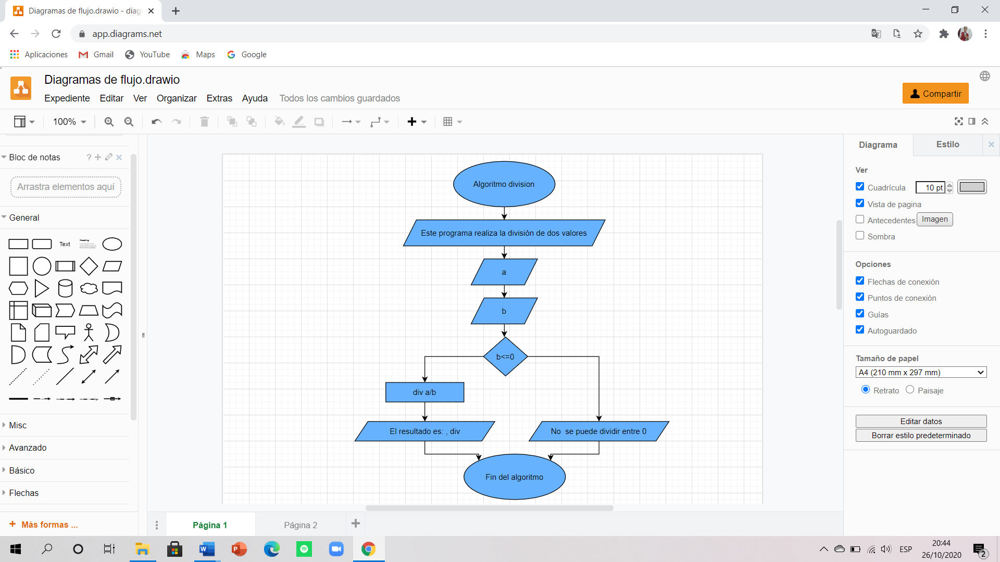 Diagramas de flujo.drawio - diag
app.diagrams.net
Aplicaciones
Gmail
YouTube
Maps
Google
Diagramas de flujo.drawio
Expediente
Editar
Ver
Organizar
Extras
Ayuda
Todos los cambios guardados
Compartir
100%
Bloc de notas
?
Arrastra elementos aquí
General
Text
Heading
Misc
Avanzado
Básico
Flechas
+ Más formas ...
Algoritmo division
Este programa realiza la división de dos valores
a
b
b<=0
div a/b
El resultado es: , div
No  se puede dividir entre 0
Fin del algoritmo
Página 1
Página 2
Diagrama
Estilo
Ver
Cuadrícula
10 pt
Vista de pagina
Antecedentes
Imagen
Sombra
Opciones
Flechas de conexión
Puntos de conexión
Guías
Autoguardado
Tamaño de papel
A4 (210 mm x 297 mm)
Retrato
Paisaje
Editar datos
Borrar estilo predeterminado
ESP
20:44
26/10/2020
2